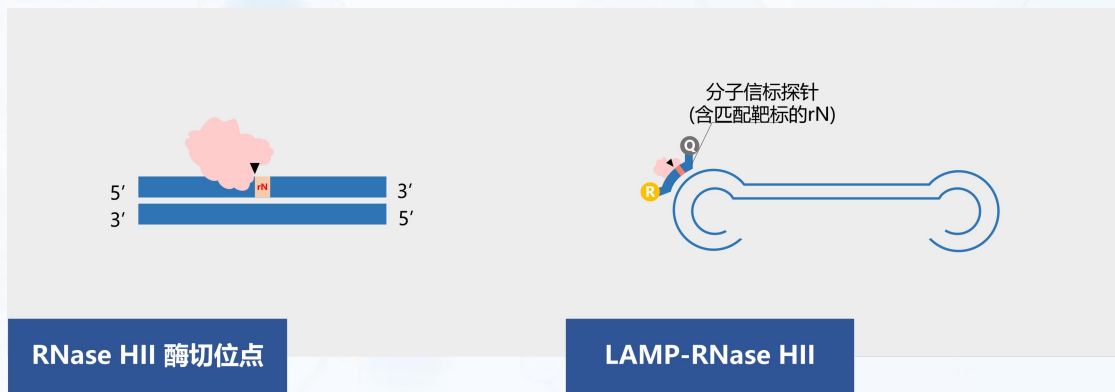 5′
rN
3′
3′
5′
RNase HII 酶切位点
分子信标探针
(含匹配靶标的rN)
Q
R
LAMP-RNase HII